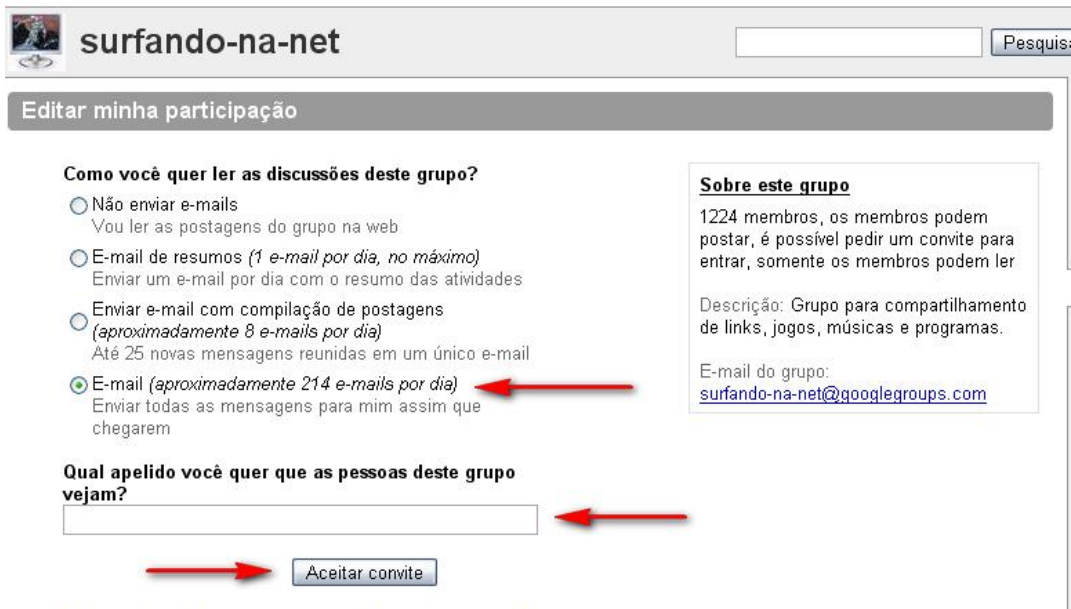 surfando-na-net
Editar minha participação
Como você quer ler as discussões deste grupo?
Não enviar e-mails
Vou ler as postagens do grupo na web
E-mail de resumos (1 e-mail por dia, no máximo)
Enviar um e-mail por dia com o resumo das atividades
Enviar e-mail com compilação de postagens
(aproximadamente 8 e-mails por dia)
Até 25 novas mensagens reunidas em um único e-mail
E-mail (aproximadamente 214 e-mails por dia)
Enviar todas as mensagens para mim assim que
chegarem
Qual apelido você quer que as pessoas deste grupo
vejam?
Aceitar convite
Sobre este grupo
1224 membros, os membros podem
postar, é possível pedir um convite para
entrar, somente os membros podem ler
Descrição: Grupo para compartilhamento
de links, jogos, músicas e programas.
E-mail do grupo:
surfando-na-net@googlegroups.com